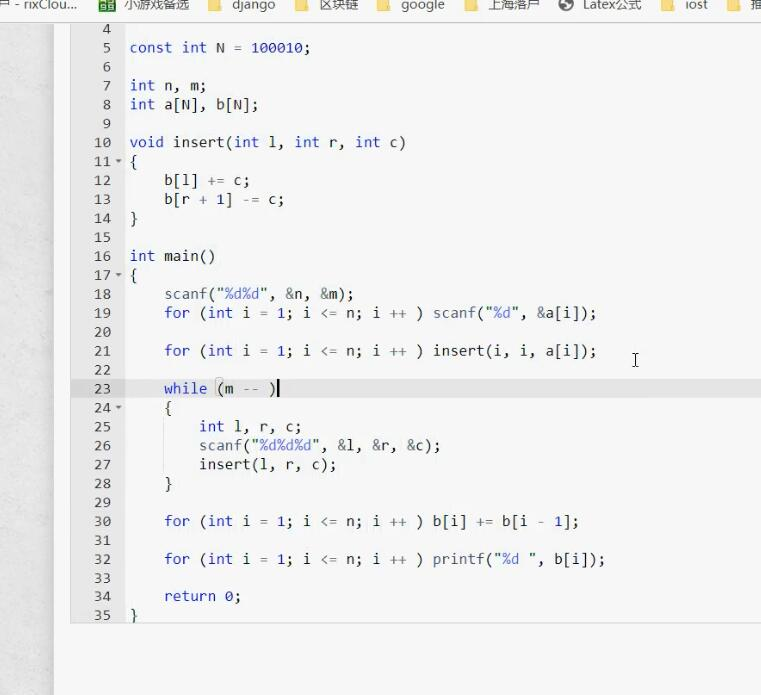 户 - rixClou... 小游戏备选 django 区块链 google 上海落户 Latex公式 iost
4
5 const int N = 100010;
6
7 int n, m;
8 int a[N], b[N];
9
10 void insert(int l, int r, int c)
11 {
12 b[l] += c;
13 b[r + 1] -= c;
14 }
15
16 int main()
17 {
18 scanf("%d%d", &n, &m);
19 for (int i = 1; i <= n; i ++ ) scanf("%d", &a[i]);
20
21 for (int i = 1; i <= n; i ++ ) insert(i, i, a[i]);
22
23 while (m -- )
24 {
25 int l, r, c;
26 scanf("%d%d%d", &l, &r, &c);
27 insert(l, r, c);
28 }
29
30 for (int i = 1; i <= n; i ++ ) b[i] += b[i - 1];
31
32 for (int i = 1; i <= n; i ++ ) printf("%d ", b[i]);
33
34 return 0;
35 }